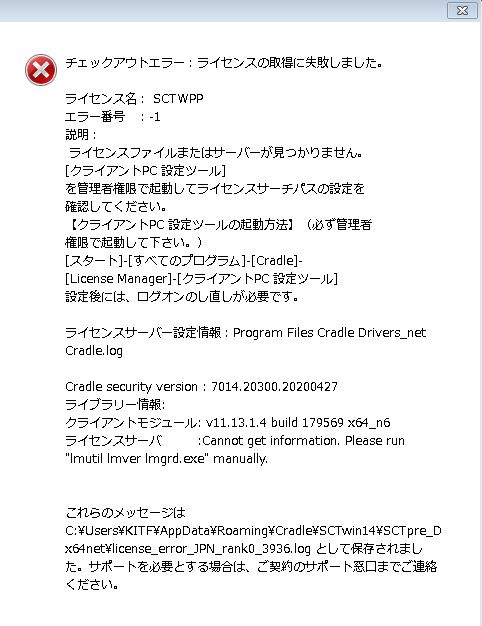 チェックアウトエラー：ライセンスの取得に失敗しました。
ライセンス名： SCTWPP
エラー番号　：-1
説明：
ライセンスファイルまたはサーバーが見つかりません。
[クライアントPC 設定ツール]
を管理者権限で起動してライセンスサーチパスの設定を
確認してください。
【クライアントPC 設定ツールの起動方法】（必ず管理者
権限で起動して下さい。）
[スタート]-[すべてのプログラム]-[Cradle]-
[License Manager]-[クライアントPC 設定ツール]
設定後には、ログオンのし直しが必要です。
ライセンスサーバー設定情報：Program Files Cradle Drivers_net
Cradle.log
Cradle security version : 7014.20300.20200427
ライブラリー情報:
クライアントモジュール: v11.13.1.4 build 179569 x64_n6
ライセンスサーバ　　　:Cannot get information. Please run
"lmutil lmver lmgrd.exe" manually.
これらのメッセージは
C:¥Users¥KITF¥AppData¥Roaming¥Cradle¥SCTwin14¥SCTpre_D
x64net¥license_error_JPN_rank0_3936.log として保存されまし
た。サポートを必要とする場合は、ご契約のサポート窓口までご連絡
ください。